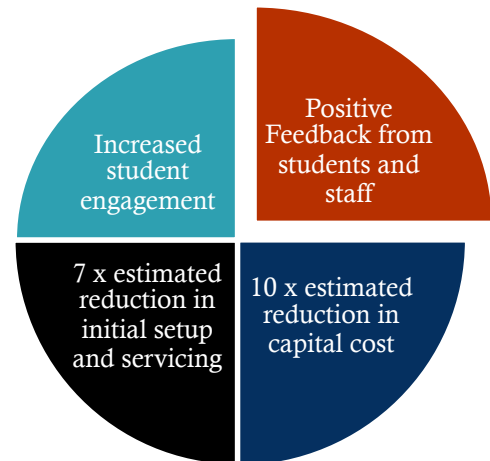 Increased
student
engagement
Positive
Feedback from
students and
staff
7 x estimated
reduction in
initial setup
and servicing
10 x estimated
reduction in
capital cost